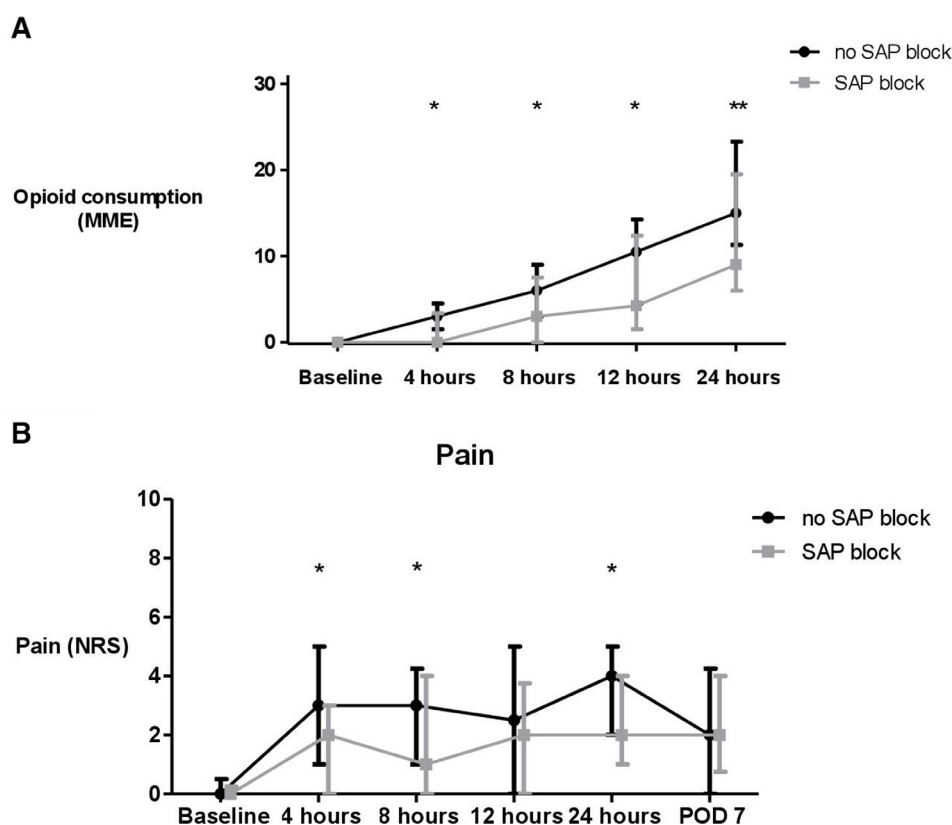 A
no SAP block
SAP block
30
* * * **
20
Opioid consumption
(MME)
10
0
Baseline 4 hours 8 hours 12 hours 24 hours
B
Pain
10
no SAP block
SAP block
8
* * *
6
Pain (NRS)
4
2
0
Baseline 4 hours 8 hours 12 hours 24 hours POD 7